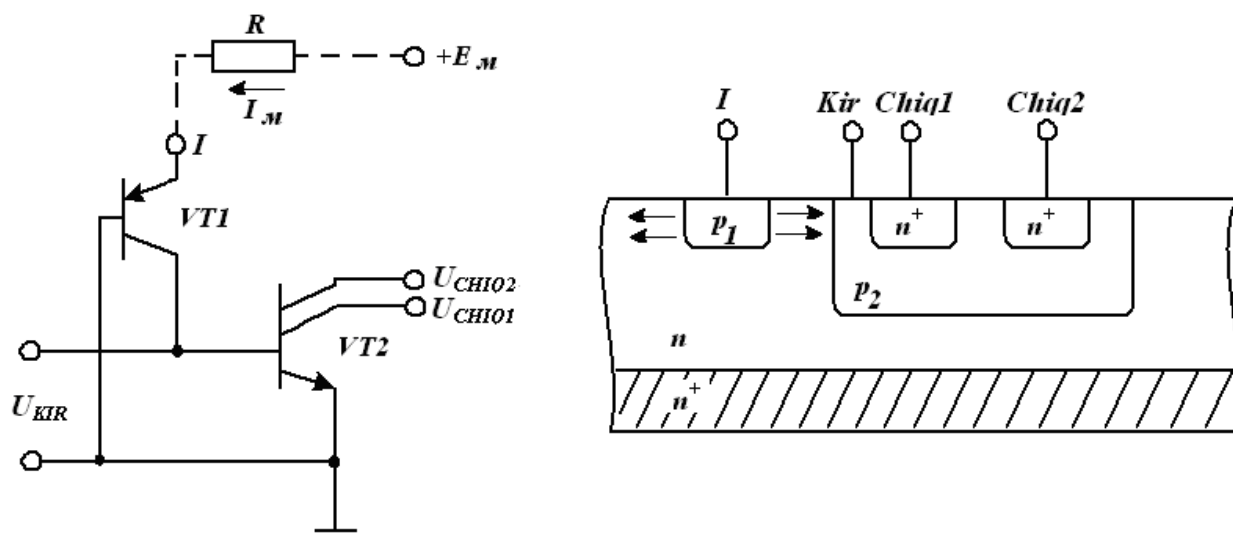 R
+E м
I м
I
VT1
U CHIQ2
U CHIQ1
VT2
U KIR
I Kir Chiq1 Chiq2
p1 n+ n+
p2
n
n+